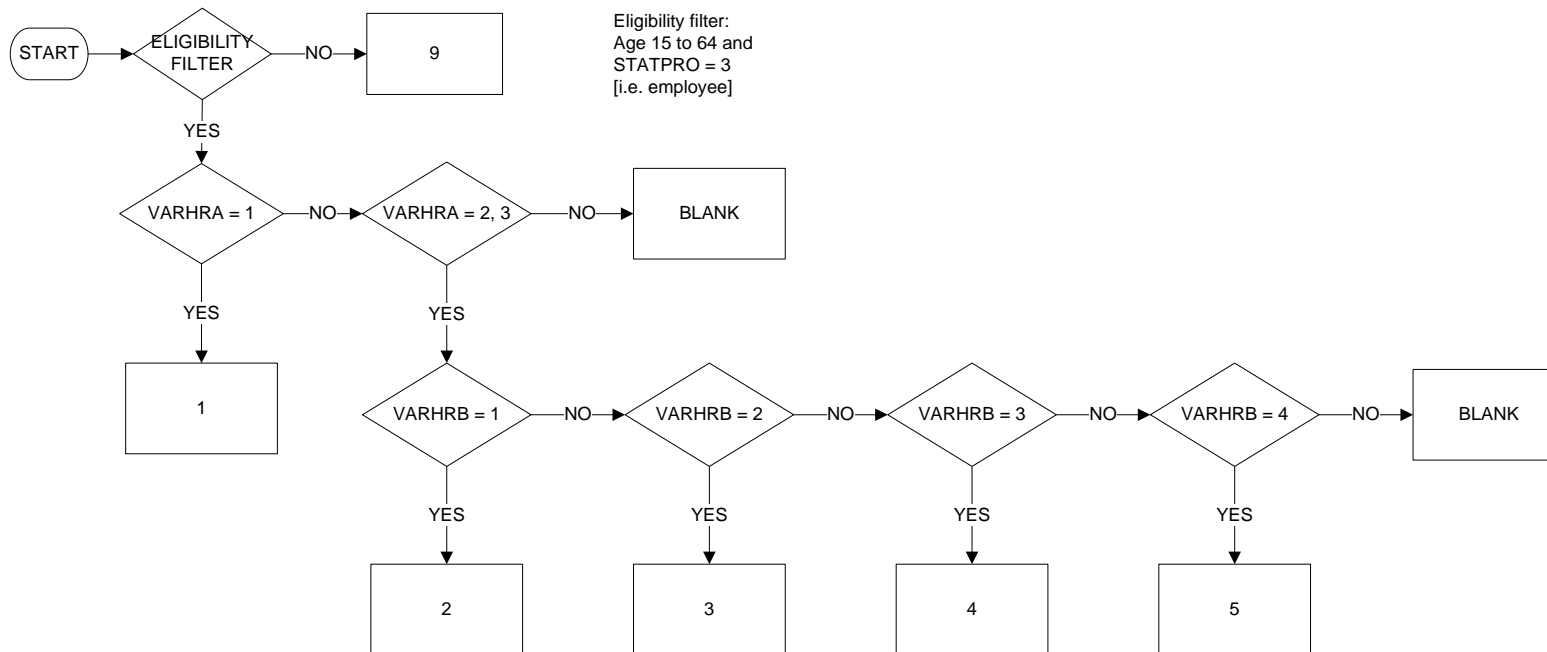 START
ELIGIBILITY
FILTER
NO
9
Eligibility filter:
Age 15 to 64 and
STATPRO = 3
[i.e. employee]
YES
VARHRA = 1
NO
VARHRA = 2, 3
NO
BLANK
YES
YES
1
VARHRB = 1
NO
VARHRB = 2
NO
VARHRB = 3
NO
VARHRB = 4
NO
BLANK
YES
YES
YES
YES
2
3
4
5